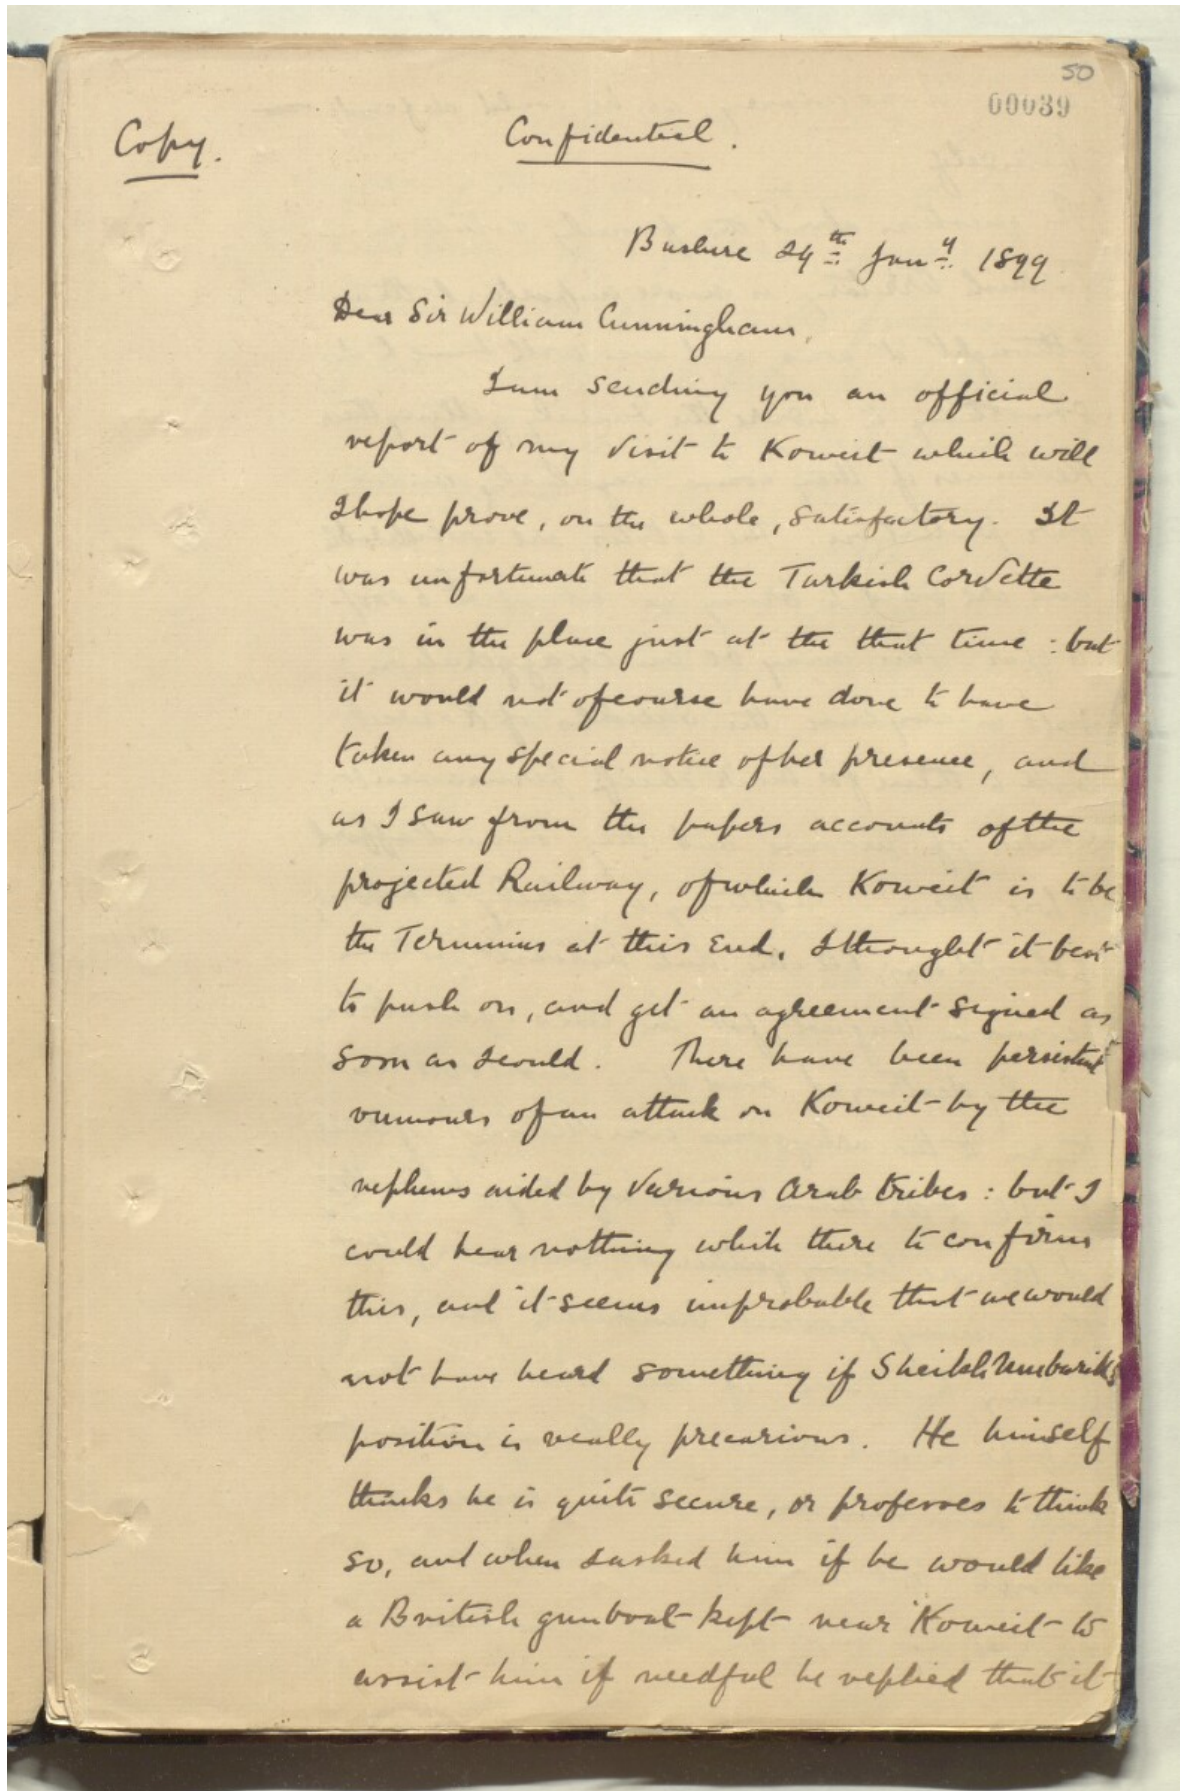 50
00039
Copy.
Confidential.
Bushire 24th Jany. 1899
Dear Sir William Cunningham,
I am sending you an official
report of my visit to Koweit which will
I hope prove, on the whole, satisfactory. It
was unfortunate that the Turkish Corvette
was in the place just at the that time : but
it would not of course have done to have
taken any special notice of her presence, and
as I saw from the papers accounts of the
projected Railway, of which Koweit is to be
the Terminus at this End, I thought it best
to push on, and get an agreement signed as
soon as I could. There have been persistent
rumours of an attack on Koweit by the
nephews aided by various Arab tribes : but I
could hear nothing while there to confirm
this, and it seems improbable that we would
not have heard something if Sheikh Mubarik's
position is really precarious. He himself
thinks he is quite secure, or professes to think
so, and when I asked him if he would like
a British gunboat kept near Koweit to
assist him if needful he replied that it